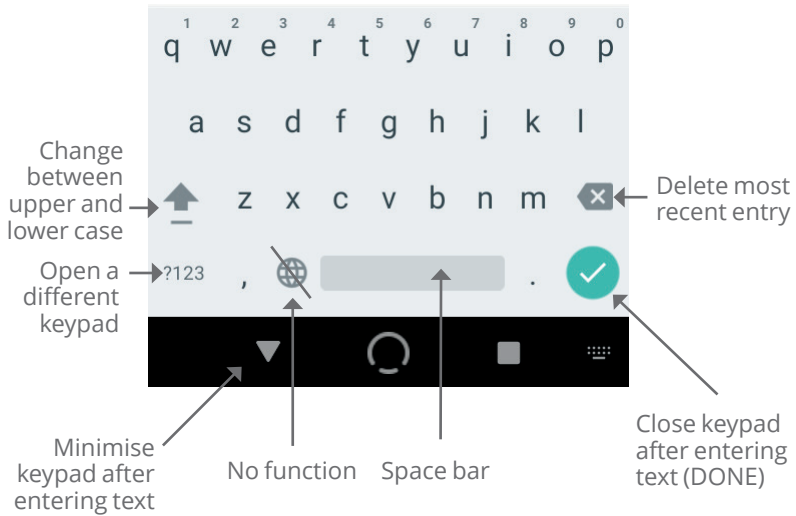 1 2 3 4 5 6 7 8 9 0
q w e r t y u i o p
a s d f g h j k l
Change
between
upper and
lower case
z x c v b n m
Delete most
recent entry
Open a
different
keypad
?123 , .
Minimise
keypad after
entering text
No function
Space bar
Close keypad
after entering
text (DONE)